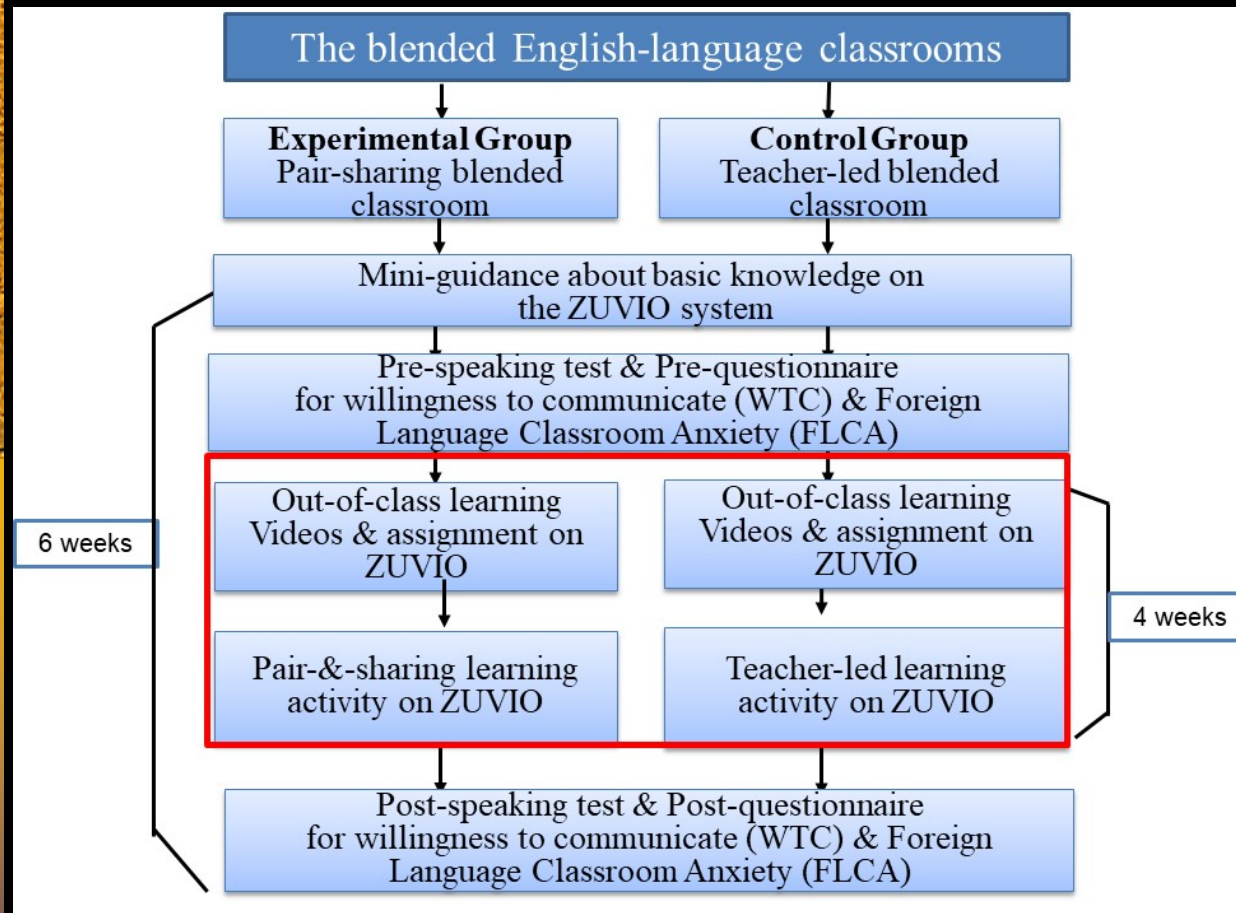 The blended English-language classrooms
Experimental Group
Pair-sharing blended
classroom
Control Group
Teacher-led blended
classroom
Mini-guidance about basic knowledge on
the ZUVIO system
Pre-speaking test & Pre-questionnaire
for willingness to communicate (WTC) & Foreign
Language Classroom Anxiety (FLCA)
6 weeks
Out-of-class learning
Videos & assignment on
ZUVIO
Out-of-class learning
Videos & assignment on
ZUVIO
4 weeks
Pair-&-sharing learning
activity on ZUVIO
Teacher-led learning
activity on ZUVIO
Post-speaking test & Post-questionnaire
for willingness to communicate (WTC) & Foreign
Language Classroom Anxiety (FLCA)